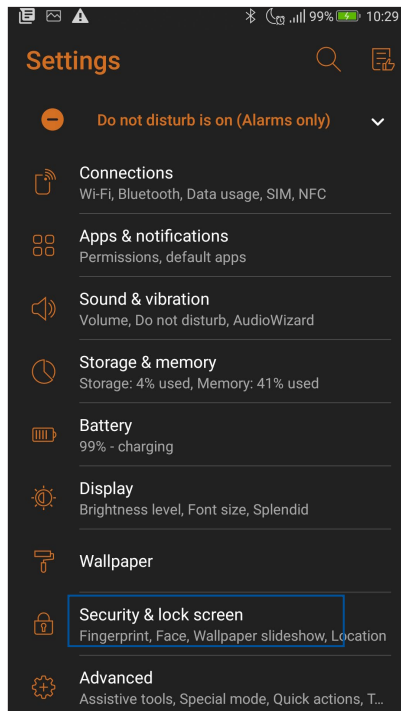 99% 10:29
Settings
Do not disturb is on (Alarms only)
Connections
Wi-Fi, Bluetooth, Data usage, SIM, NFC
Apps & notifications
Permissions, default apps
Sound & vibration
Volume, Do not disturb, AudioWizard
Storage & memory
Storage: 4% used, Memory: 41% used
Battery
99% - charging
Display
Brightness level, Font size, Splendid
Wallpaper
Security & lock screen
Fingerprint, Face, Wallpaper slideshow, Location
Advanced
Assistive tools, Special mode, Quick actions, T...